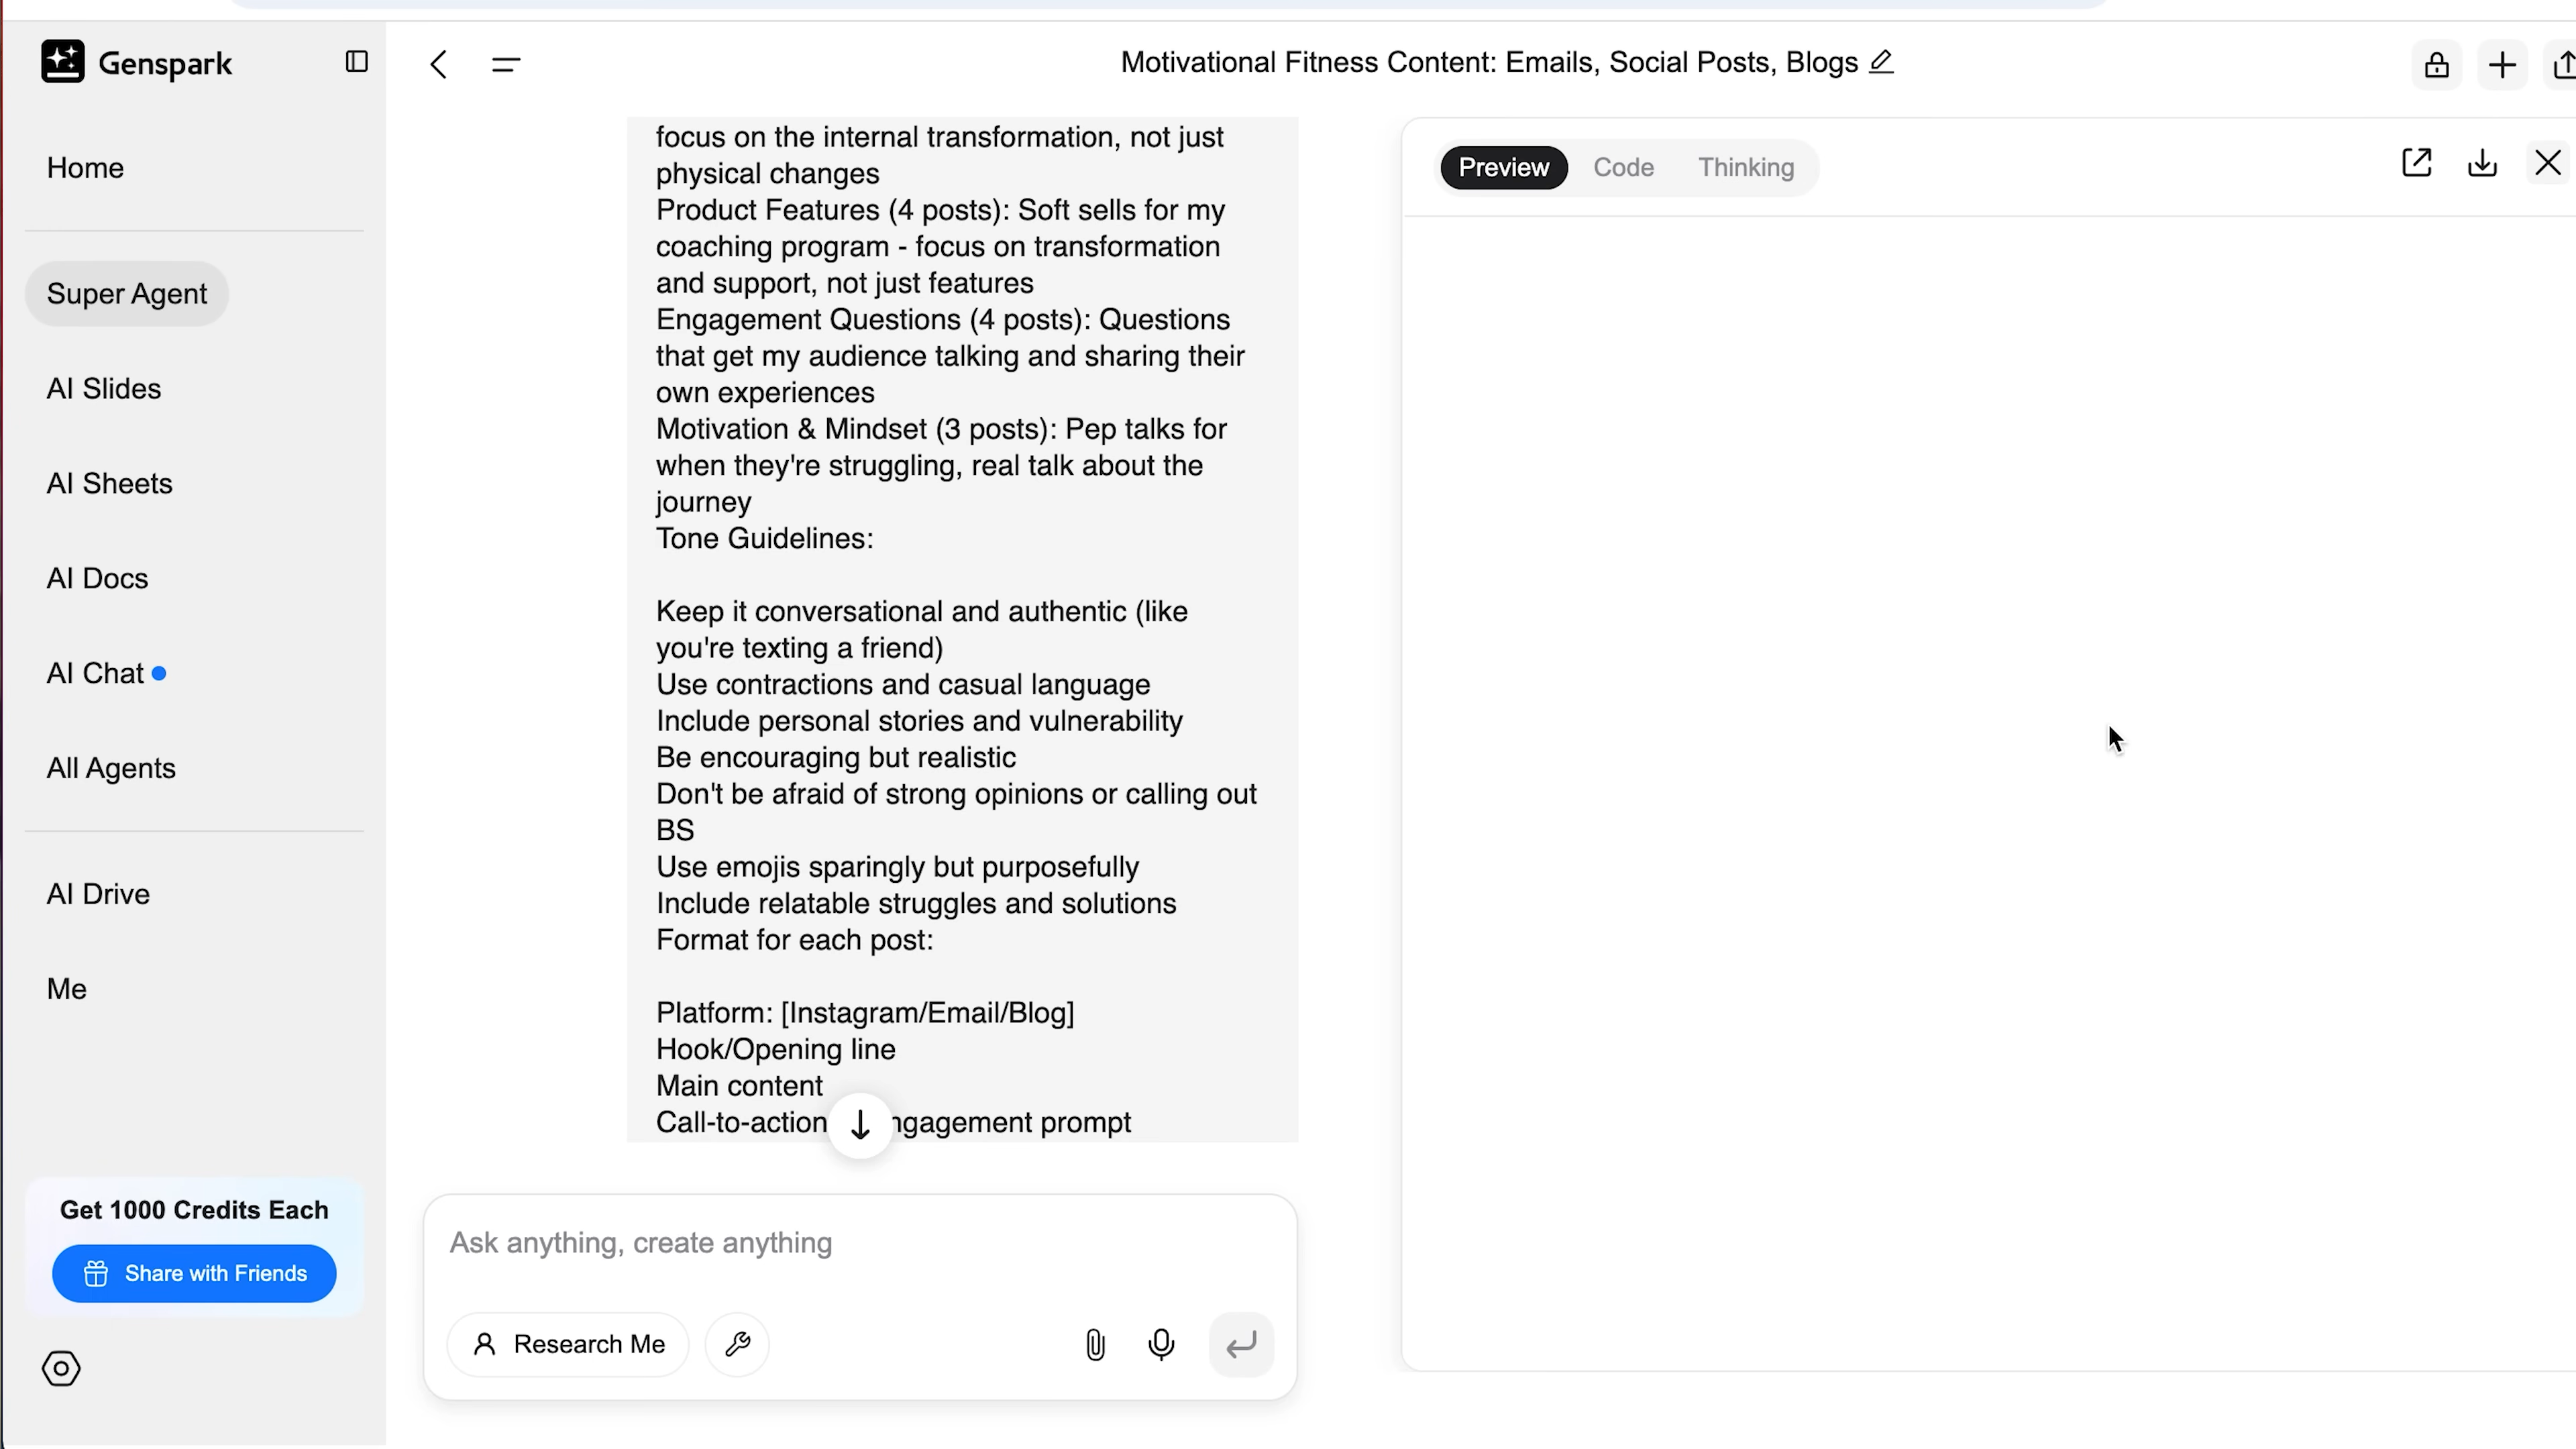 Genspark
Home
Super Agent
AI Slides
AI Sheets
AI Docs
AI Chat
All Agents
AI Drive
Me
Get 1000 Credits Each
Share with Friends
Motivational Fitness Content: Emails, Social Posts, Blogs
focus on the internal transformation, not just
physical changes
Product Features (4 posts): Soft sells for my
coaching program - focus on transformation
and support, not just features
Engagement Questions (4 posts): Questions
that get my audience talking and sharing their
own experiences
Motivation & Mindset (3 posts): Pep talks for
when they're struggling, real talk about the
journey
Tone Guidelines:
Keep it conversational and authentic (like
you're texting a friend)
Use contractions and casual language
Include personal stories and vulnerability
Be encouraging but realistic
Don't be afraid of strong opinions or calling out
BS
Use emojis sparingly but purposefully
Include relatable struggles and solutions
Format for each post:
Platform: [Instagram/Email/Blog]
Hook/Opening line
Main content
Call-to-action ngagement prompt
Ask anything, create anything
Research Me
Preview Code Thinking